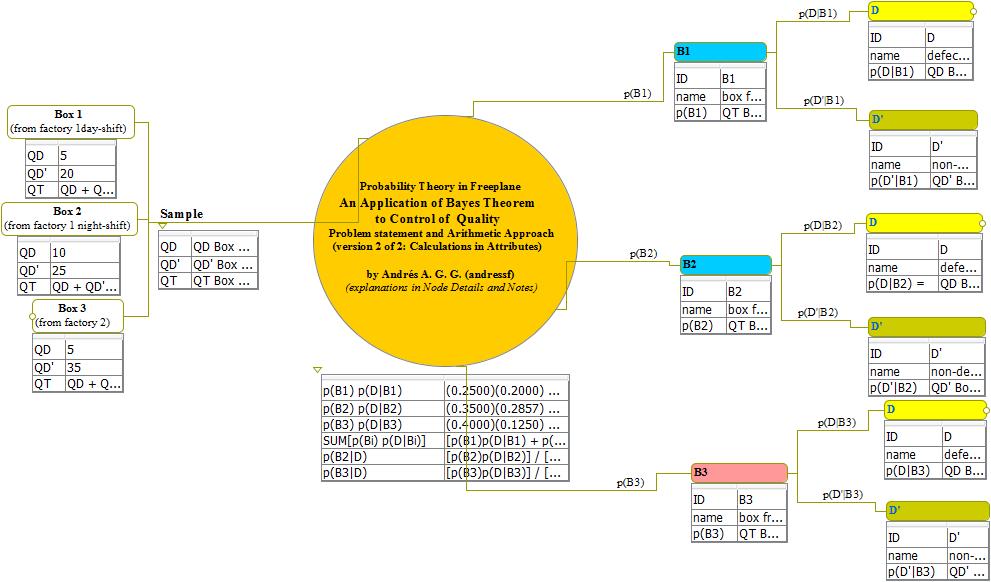 Box 1
(from factory 1day-shift)
QD 5
QD' 20
QT QD + Q...
Box 2
(from factory 1 night-shift)
QD 10
QD' 25
QT QD + QD'...
Box 3
(from factory 2)
QD 5
QD' 35
QT QD + Q...
Sample
QD QD Box ...
QD' QD' Box ...
QT QT Box ...
Probability Theory in Freeplane
An Application of Bayes Theorem
to Control of Quality
Problem statement and Arithmetic Approach
(version 2 of 2: Calculations in Attributes)
by Andrés A. G. G. (andressf)
(explanations in Node Details and Notes)
p(B1) p(D|B1) (0.2500)(0.2000) ...
p(B2) p(D|B2) (0.3500)(0.2857) ...
p(B3) p(D|B3) (0.4000)(0.1250) ...
SUM[p(Bi) p(D|Bi)] [p(B1)p(D|B1) + p(...
p(B2|D) [p(B2)p(D|B2)] / [...
p(B3|D) [p(B3)p(D|B3)] / [...
p(B1)
B1
ID B1
name box f...
p(B1) QT B...
p(D|B1)
D
ID D
name defec...
p(D|B1) QD B...
p(D'|B1)
D'
ID D'
name non-...
p(D'|B1) QD' B...
p(B2)
B2
ID B2
name box f...
p(B2) QT B...
p(D|B2)
D
ID D
name defe...
p(D|B2) = QD B...
p(D'|B2)
D'
ID D'
name non-de...
p(D'|B2) QD' Bo...
p(B3)
B3
ID B3
name box fr...
p(B3) QT B...
p(D|B3)
D
ID D
name defe...
p(D|B3) QD B...
p(D'|B3)
D'
ID D'
name non-...
p(D'|B3) QD' ...